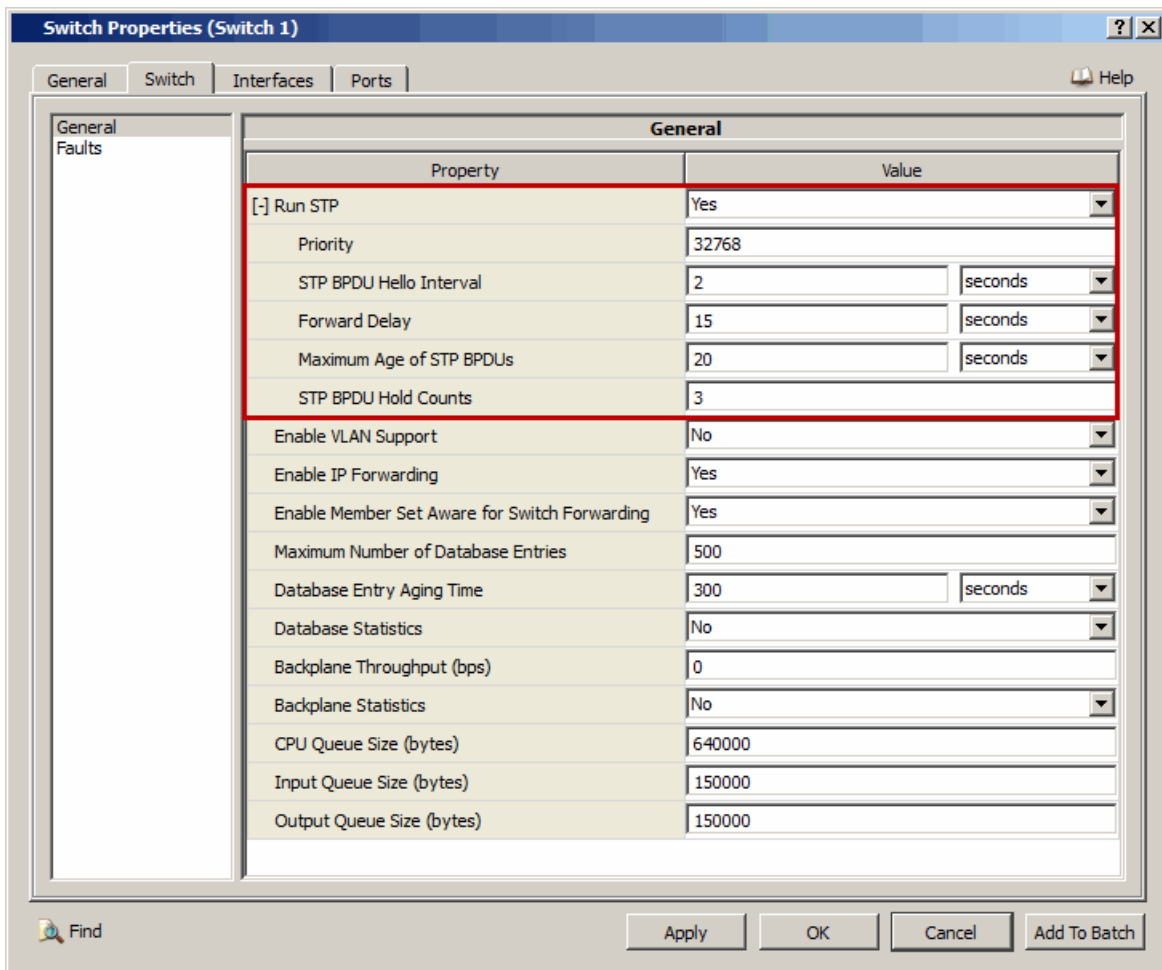 Switch Properties (Switch 1)
General Switch Interfaces Ports Help
General
Faults
General
Property Value
[-] Run STP Yes
Priority 32768
STP BPDU Hello Interval 2 seconds
Forward Delay 15 seconds
Maximum Age of STP BPDUs 20 seconds
STP BPDU Hold Counts 3
Enable VLAN Support No
Enable IP Forwarding Yes
Enable Member Set Aware for Switch Forwarding Yes
Maximum Number of Database Entries 500
Database Entry Aging Time 300 seconds
Database Statistics No
Backplane Throughput (bps) 0
Backplane Statistics No
CPU Queue Size (bytes) 640000
Input Queue Size (bytes) 150000
Output Queue Size (bytes) 150000
Find Apply OK Cancel Add To Batch